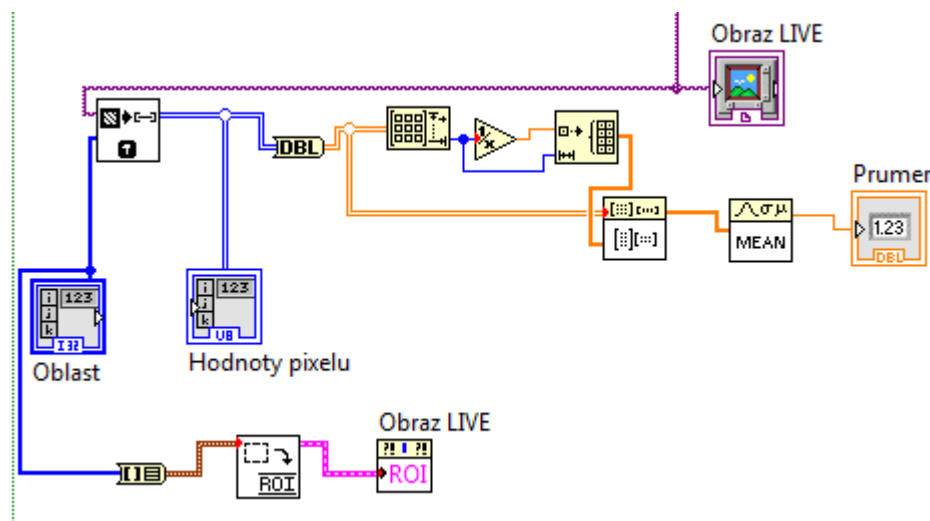 Obraz LIVE
T
DBL
1/x
Prumer
1.23
DBL
MEAN
i
j
k
123
I32
Oblast
i
j
k
123
U8
Hodnoty pixelu
Obraz LIVE
ROI
?! ?!
ROI